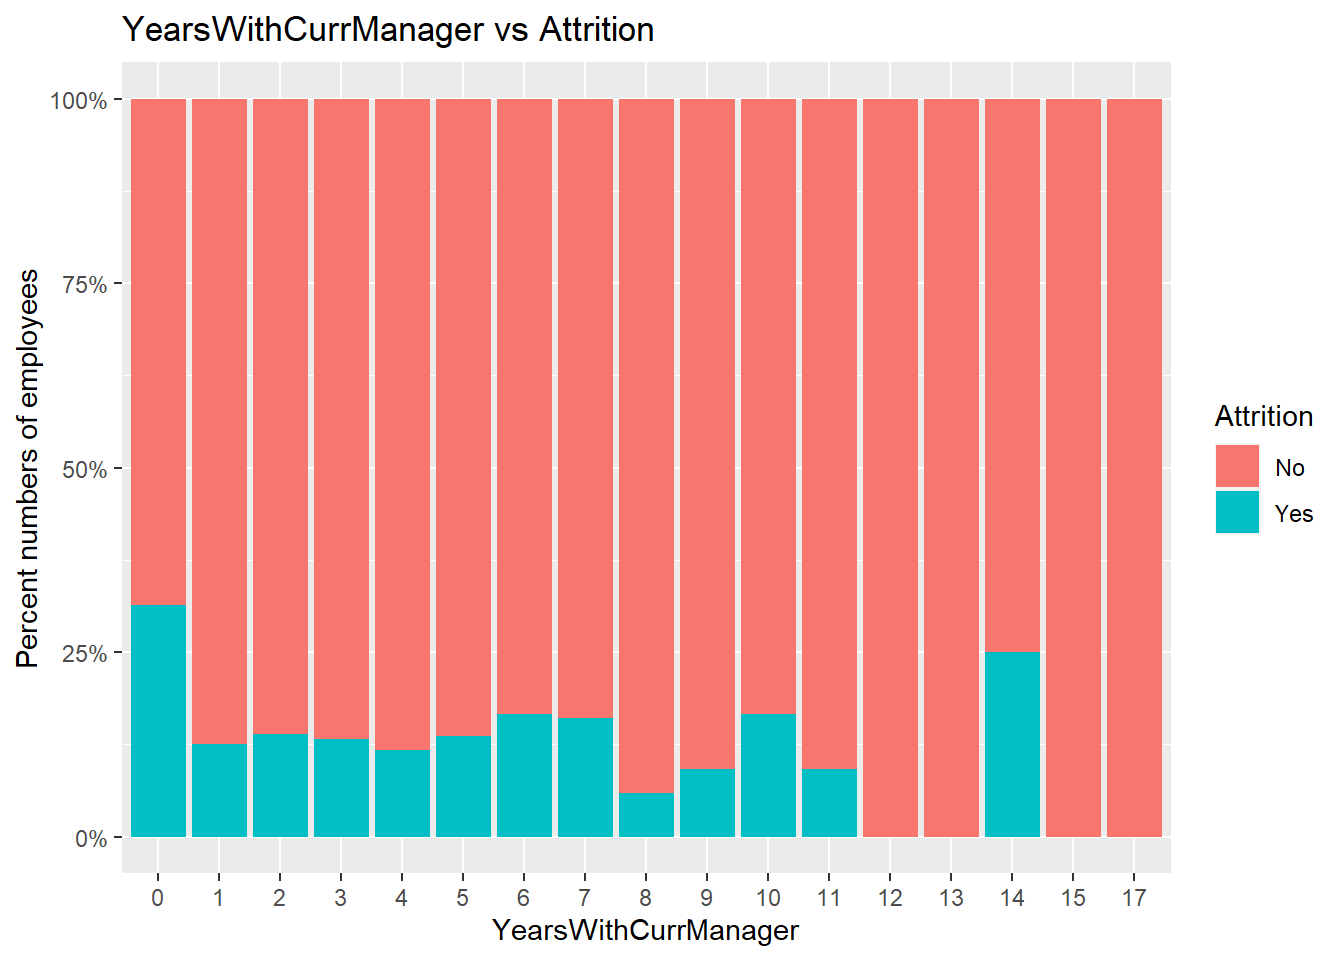 YearsWithCurrManager vs Attrition
Percent numbers of employees
100%
75%
50%
25%
0%
0 1 2 3 4 5 6 7 8 9 10 11 12 13 14 15 17
YearsWithCurrManager
Attrition
No
Yes